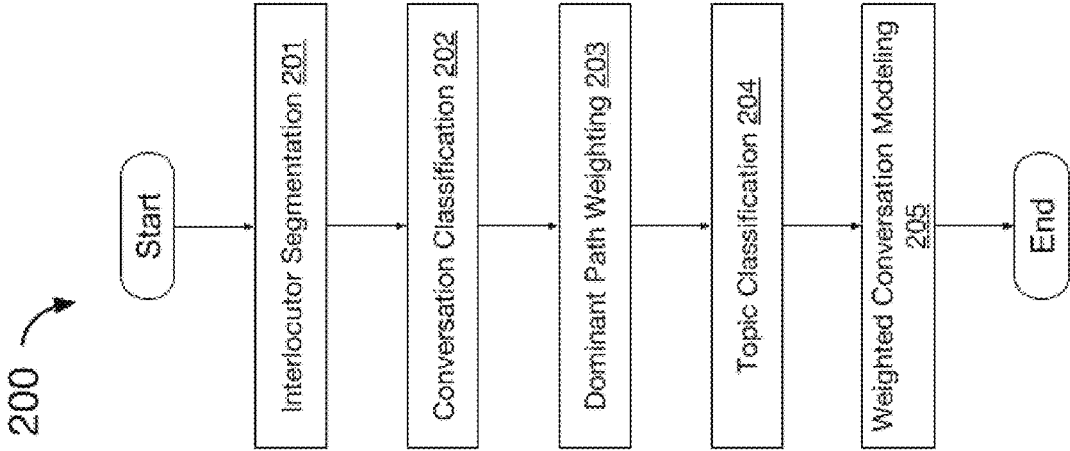 200
Start
Interlocutor Segmentation 201
Conversation Classification 202
Dominant Path Weighting 203
Topic Classification 204
Weighted Conversation Modeling
205
End